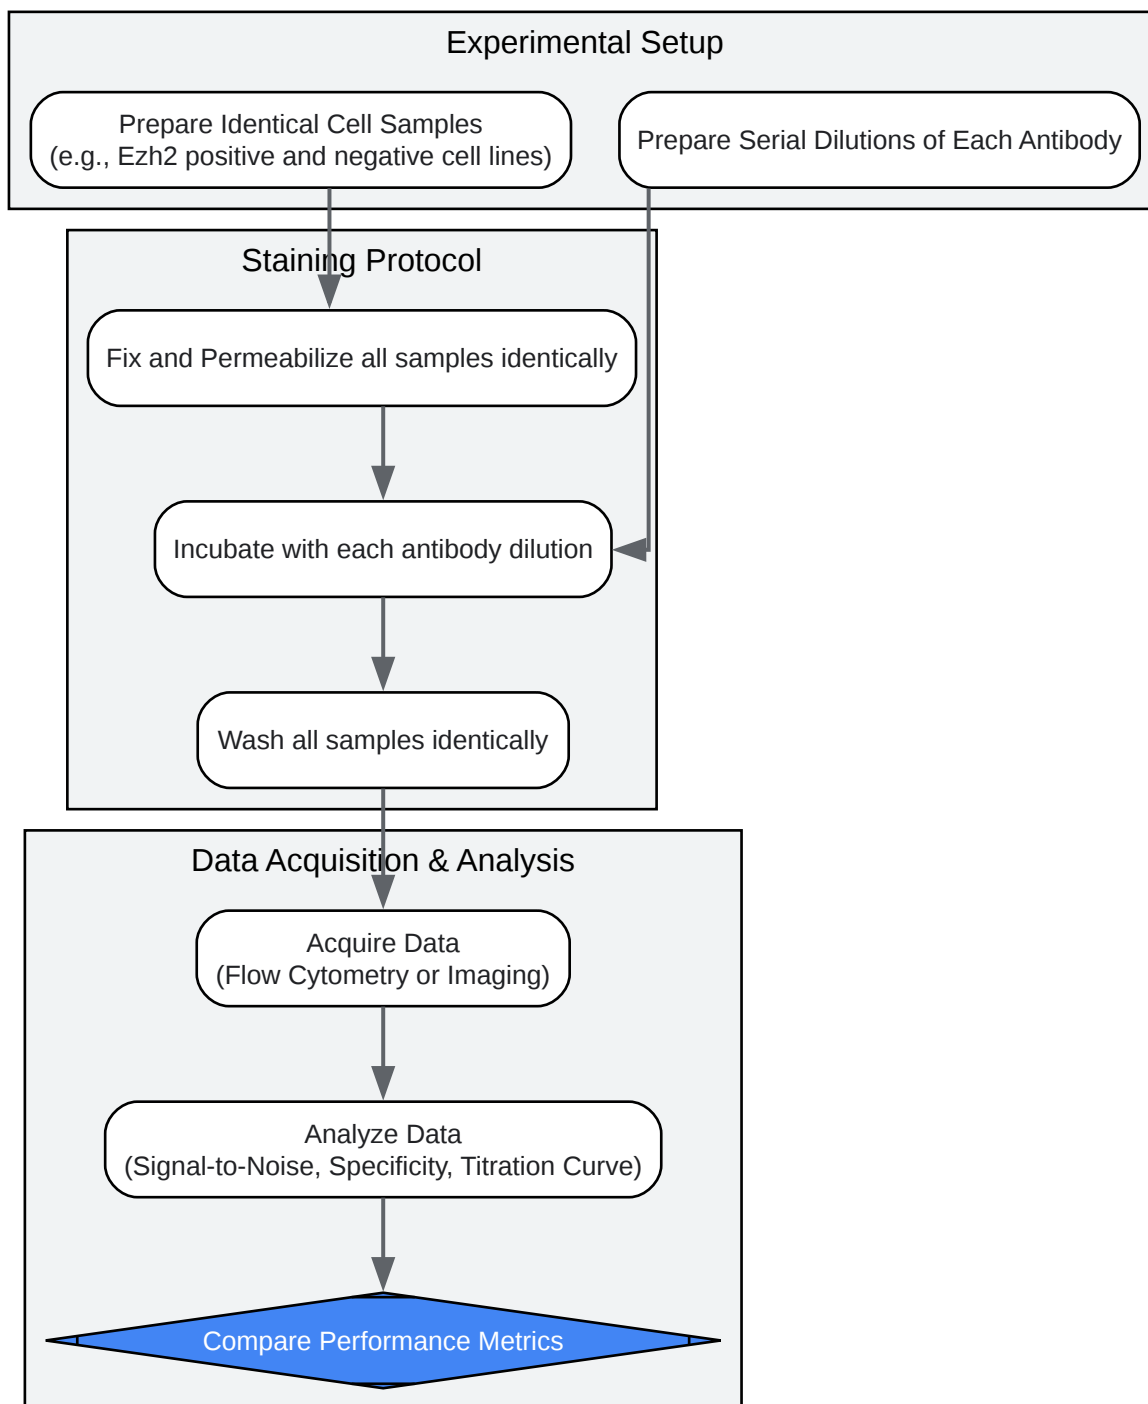 Experimental Setup
Prepare Identical Cell Samples
(e.g., Ezh2 positive and negative cell lines)
Prepare Serial Dilutions of Each Antibody
Staining Protocol
Fix and Permeabilize all samples identically
Incubate with each antibody dilution
Wash all samples identically
Data Acquisition & Analysis
Acquire Data
(Flow Cytometry or Imaging)
Analyze Data
(Signal-to-Noise, Specificity, Titration Curve)
Compare Performance Metrics